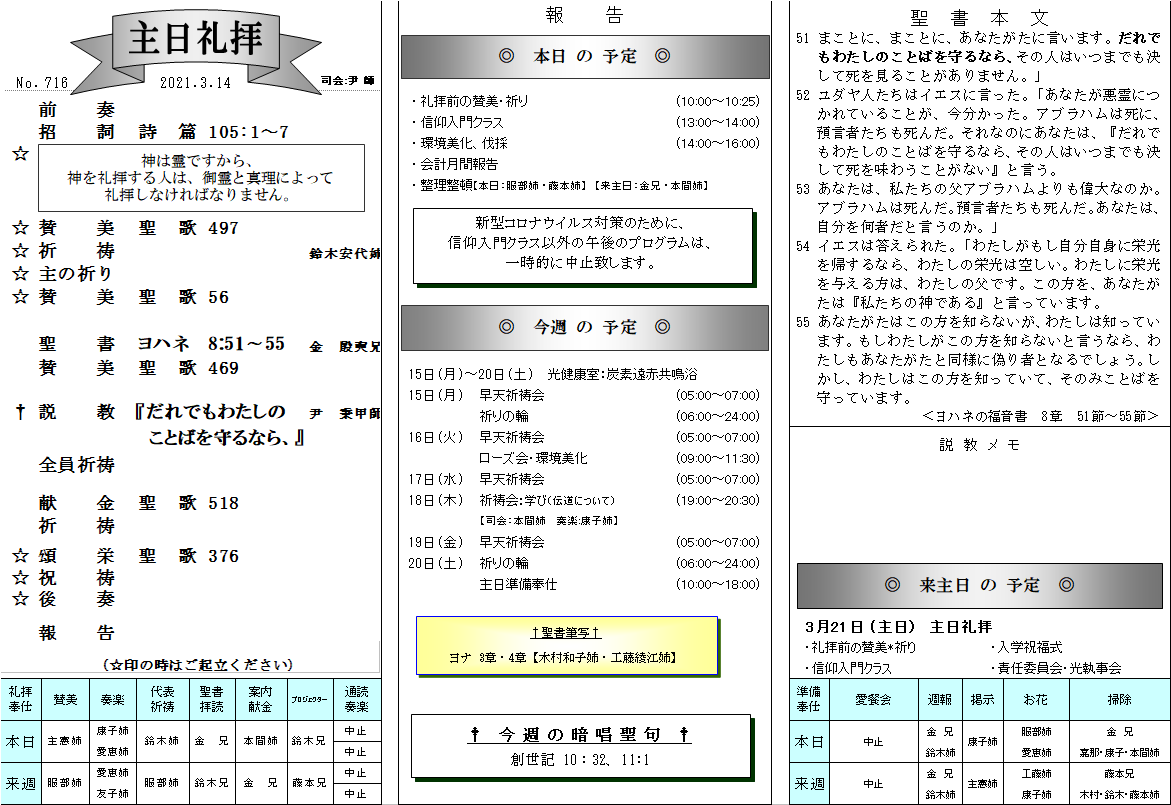 主日礼拝
No. 716
2021.3.14
司会:尹 師
前 奏
招 詞 詩 篇 105:1~7
☆
神は霊ですから、
神を礼拝する人は、御霊と真理によって
礼拝しなければなりません。
☆ 賛 美 聖 歌 497
☆ 祈 祷 鈴木安代姉
☆ 主の祈り
☆ 賛 美 聖 歌 56
聖 書 ヨハネ 8:51~55 金 殷奭兄
賛 美 聖 歌 469
† 説 教 『だれでもわたしの 尹 秉甲師
ことばを守るなら、』
全員祈祷
献 金 聖 歌 518
祈 祷
☆ 頌 栄 聖 歌 376
☆ 祝 祷
☆ 後 奏
報 告
(☆印の時はご起立ください)
礼拝奉仕 賛美 奏楽 代表祈祷 聖書拝読 案内献金 プロジェクター 通読奏楽
本日 主憲姉 康子姉 愛恵姉 鈴木姉 金 兄 本間姉 鈴木兄 中止 中止
来週 服部姉 愛恵姉 友子姉 服部姉 鈴木兄 金 兄 藤本兄 中止 中止
報 告
◎ 本日 の 予定 ◎
・礼拝前の賛美・祈り (10:00~10:25)
・信仰入門クラス (13:00~14:00)
・環境美化、伐採 (14:00~16:00)
・会計月間報告
・整理整頓【本日:服部姉・藤本姉】【来主日:金兄・本間姉】
新型コロナウイルス対策のために、
信仰入門クラス以外の午後のプログラムは、
一時的に中止致します。
◎ 今週 の 予定 ◎
15日(月)~20日(土) 光健康室:炭素遠赤共鳴浴
15日(月) 早天祈祷会 (05:00~07:00)
祈りの輪 (06:00~24:00)
16日(火) 早天祈祷会 (05:00~07:00)
ローズ会・環境美化 (09:00~11:30)
17日(水) 早天祈祷会 (05:00~07:00)
18日(木) 祈祷会:学び(伝道について) (19:00~20:30)
【司会:本間姉 奏楽:康子姉】
19日(金) 早天祈祷会 (05:00~07:00)
20日(土) 祈りの輪 (06:00~24:00)
主日準備奉仕 (10:00~18:00)
†聖書筆写†
ヨナ 3章・4章【木村和子姉・工藤綾江姉】
† 今週の暗唱聖句 †
創世記 10:32、11:1
聖 書 本 文
51 まことに、まことに、あなたがたに言います。だれで
もわたしのことばを守るなら、その人はいつまでも決
して死を見ることがありません。」
52 ユダヤ人たちはイエスに言った。「あなたが悪霊につ
かれていることが、今分かった。アブラハムは死に、
預言者たちも死んだ。それなのにあなたは、『だれで
もわたしのことばを守るなら、その人はいつまでも決
して死を味わうことがない』と言う。
53 あなたは、私たちの父アブラハムよりも偉大なのか。
アブラハムは死んだ。預言者たちも死んだ。あなたは、
自分を何者だと言うのか。」
54 イエスは答えられた。「わたしがもし自分自身に栄光
を帰するなら、わたしの栄光は空しい。わたしに栄光
を与える方は、わたしの父です。この方を、あなたが
たは『私たちの神である』と言っています。
55 あなたがたはこの方を知らないが、わたしは知ってい
ます。もしわたしがこの方を知らないと言うなら、わ
たしもあなたがたと同様に偽り者となるでしょう。し
かし、わたしはこの方を知っていて、そのみことばを
守っています。
<ヨハネの福音書 8章 51節~55節>
説 教 メ モ
◎ 来主日 の 予定 ◎
3月21日(主日) 主日礼拝
・礼拝前の賛美*祈り ・入学祝福式
・信仰入門クラス ・責任委員会・光執事会
準備奉仕 愛餐会 週報 掲示 お花 掃除
本日 中止 金 兄 鈴木姉 康子姉 服部姉 愛恵姉 金 兄 嘉那・康子・本間姉
来週 中止 金 兄 鈴木姉 主憲姉 工藤姉 康子姉 藤本兄 木村・鈴木・藤本姉